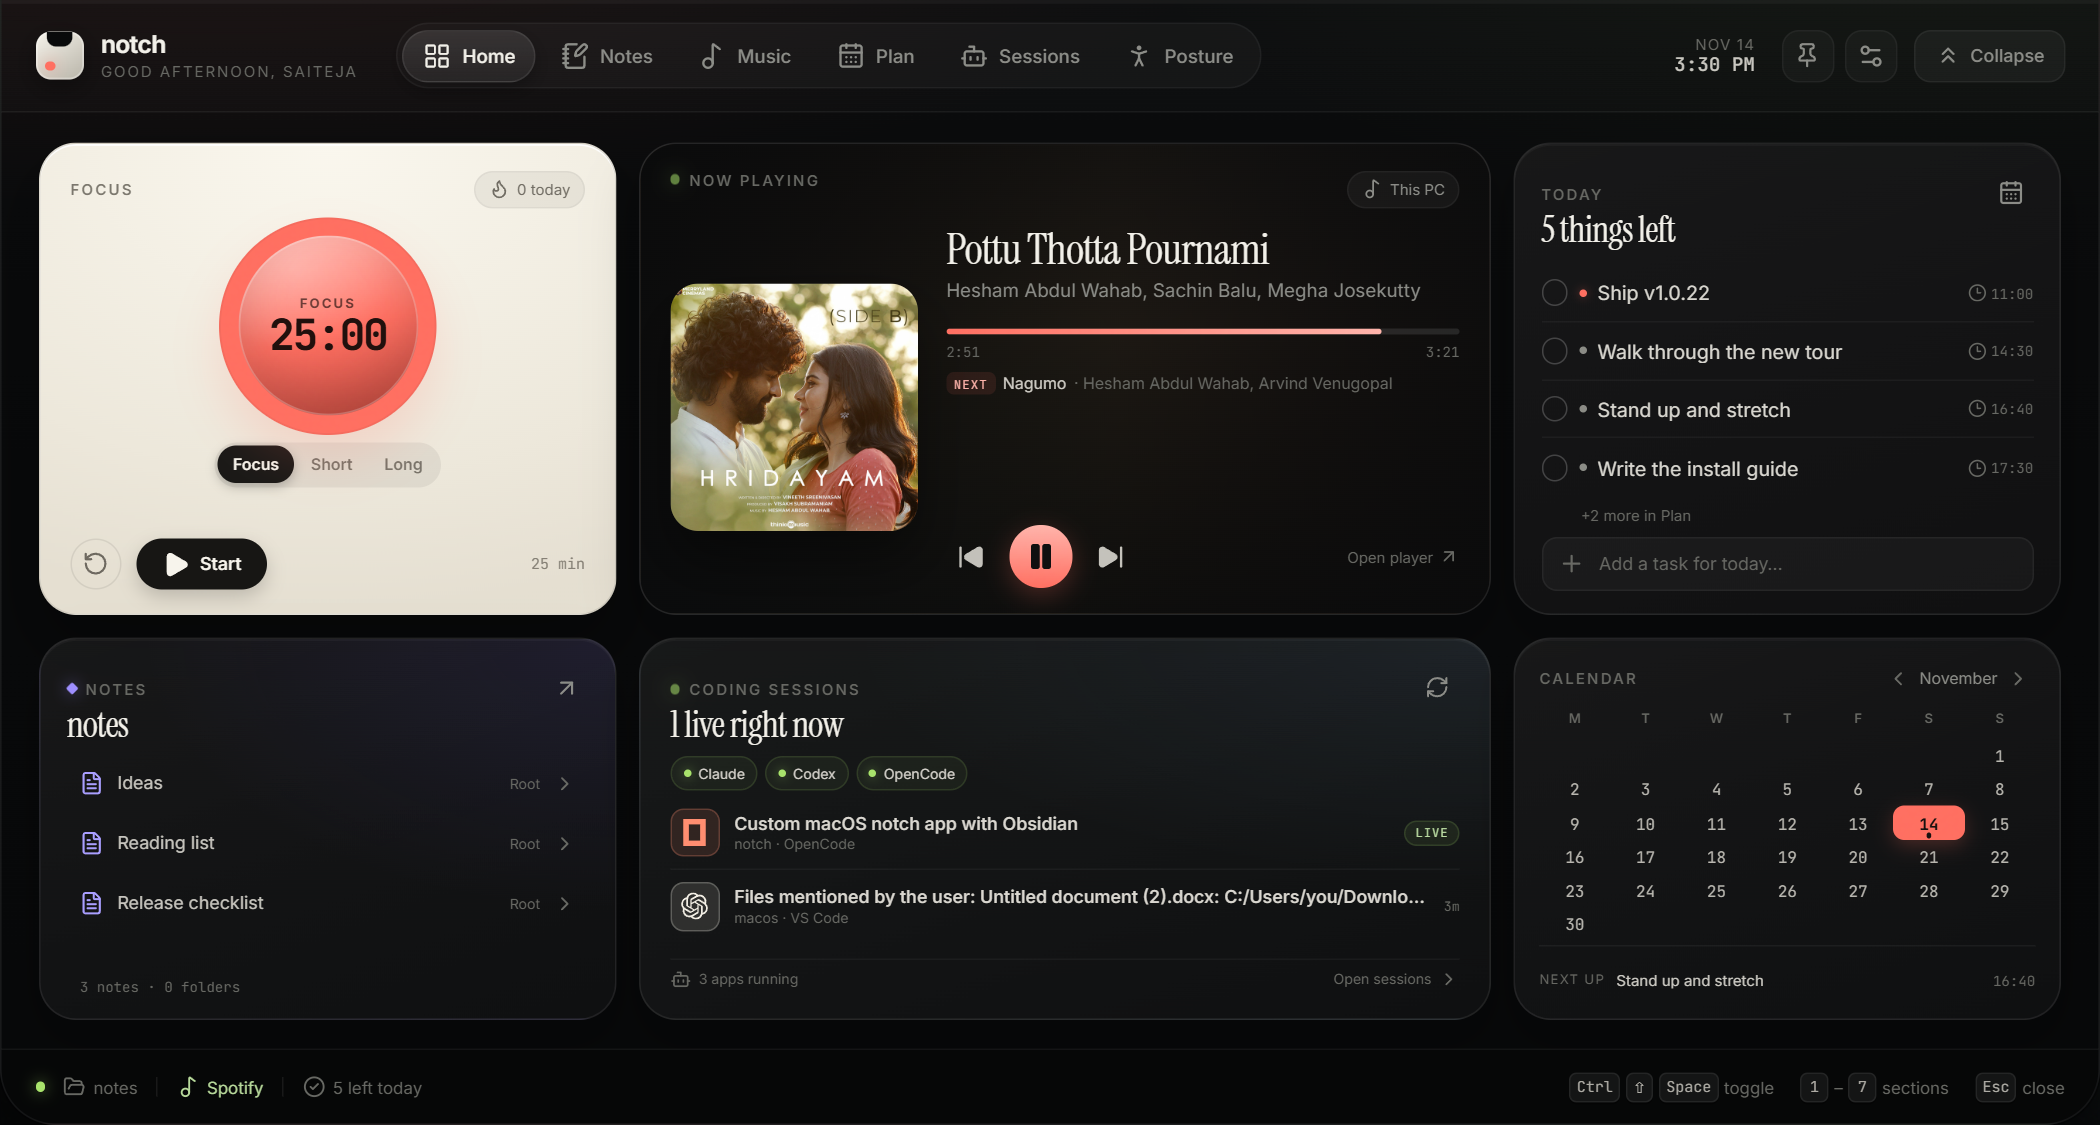 notch
GOOD AFTERNOON, SAITEJA
Home
Notes
Music
Plan
Sessions
Posture
NOV 14
3:30 PM
Collapse
FOCUS
0 today
FOCUS
25:00
Focus
Short
Long
Start
25 min
NOW PLAYING
This PC
(SIDE B)
HRIDAYAM
Pottu Thotta Pournami
Hesham Abdul Wahab, Sachin Balu, Megha Josekutty
2:51
3:21
NEXT Nagumo · Hesham Abdul Wahab, Arvind Venugopal
Open player
TODAY
5 things left
Ship v1.0.22 11:00
Walk through the new tour 14:30
Stand up and stretch 16:40
Write the install guide 17:30
+2 more in Plan
Add a task for today...
NOTES
notes
Ideas Root
Reading list Root
Release checklist Root
3 notes · 0 folders
CODING SESSIONS
1 live right now
Claude
Codex
OpenCode
Custom macOS notch app with Obsidian
notch · OpenCode
LIVE
Files mentioned by the user: Untitled document (2).docx: C:/Users/you/Downlo...
macos · VS Code
3m
3 apps running
Open sessions
CALENDAR
November
M T W T F S S
1
2 3 4 5 6 7 8
9 10 11 12 13 14 15
16 17 18 19 20 21 22
23 24 25 26 27 28 29
30
NEXT UP Stand up and stretch 16:40
notes
Spotify
5 left today
Ctrl ⇧ Space toggle
1 – 7 sections
Esc close